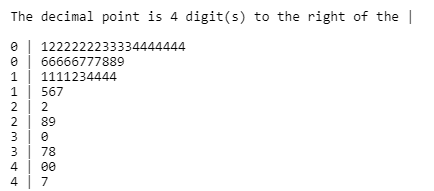 The decimal point is 4 digit(s) to the right of the |
0 | 1222222233334444444
0 | 66666777889
1 | 1111234444
1 | 567
2 | 2
2 | 89
3 | 0
3 | 78
4 | 00
4 | 7